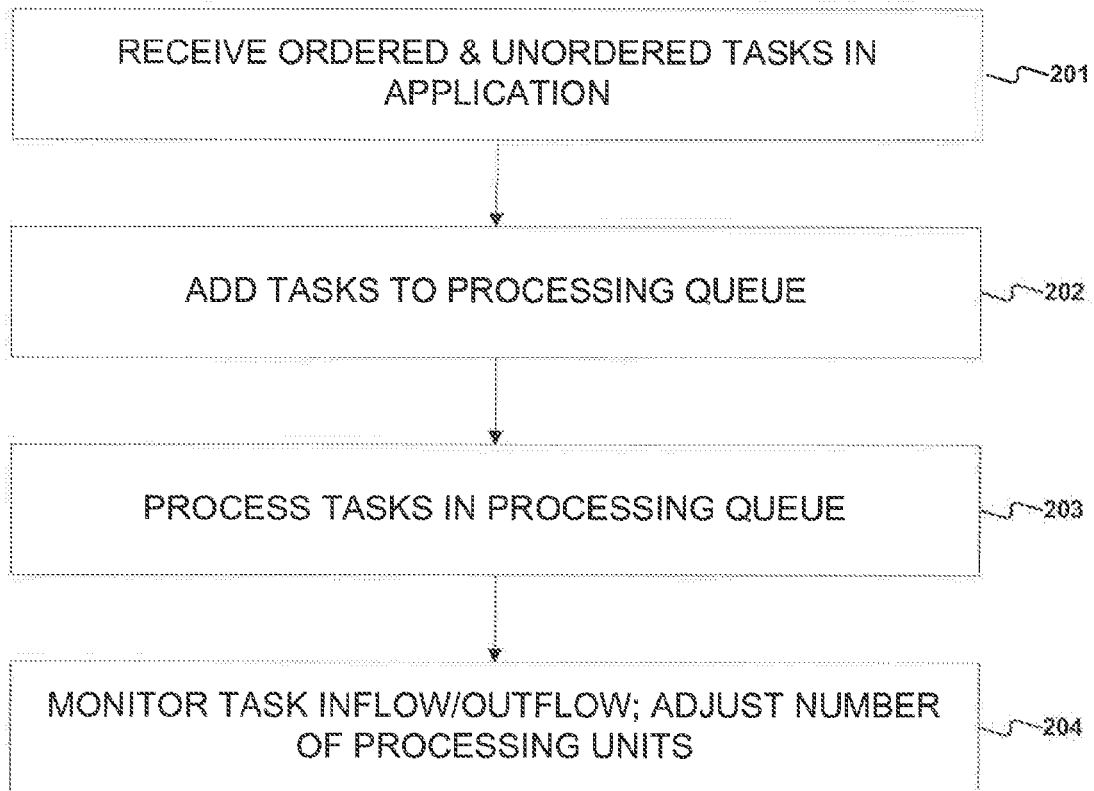 RECEIVE ORDERED & UNORDERED TASKS IN
APPLICATION
201
ADD TASKS TO PROCESSING QUEUE
202
PROCESS TASKS IN PROCESSING QUEUE
203
MONITOR TASK INFLOW/OUTFLOW; ADJUST NUMBER
OF PROCESSING UNITS
204